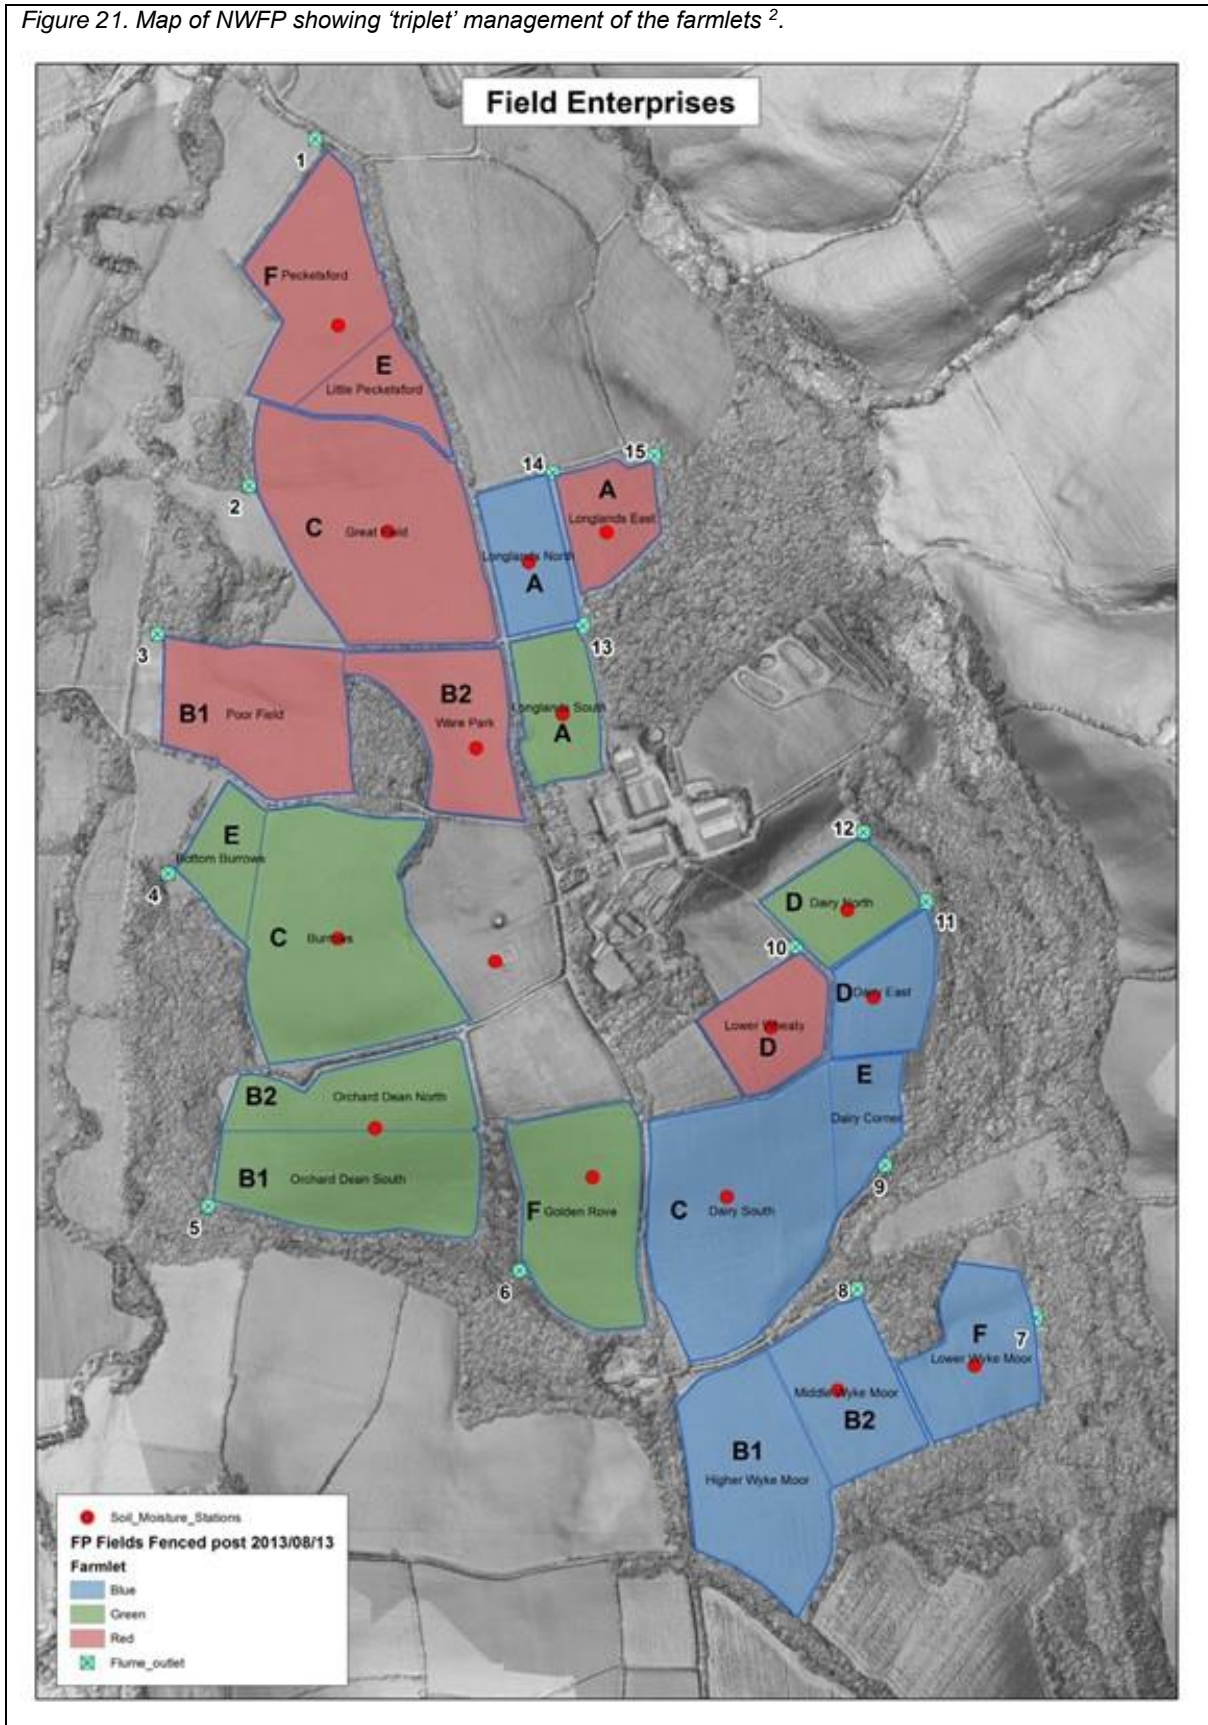 Figure 21. Map of NWFP showing ‘triplet’ management of the farmlets ².
Field Enterprises
1
F Pecketsford
E
Little Pecketsford
15
14
A
2
Longlands East
C Great Field
Longlands North
A
13
3
B2
B1 Poor Field
Longlands South
Ware Park
A
12
E
Bottom Burrows
4
D Dairy North
11
C Burrows
10
D Dairy East
Lower Wheaty
D
E
B2 Orchard Dean North
Dairy Corner
9
B1 Orchard Dean South
5
F Golden Rove
C Dairy South
6
8
F
7
Lower Wyke Moor
Middle Wyke Moor
B2
B1
Higher Wyke Moor
Soil_Moisture_Stations
FP Fields Fenced post 2013/08/13
Farmlet
Blue
Green
Red
Flume_outlet